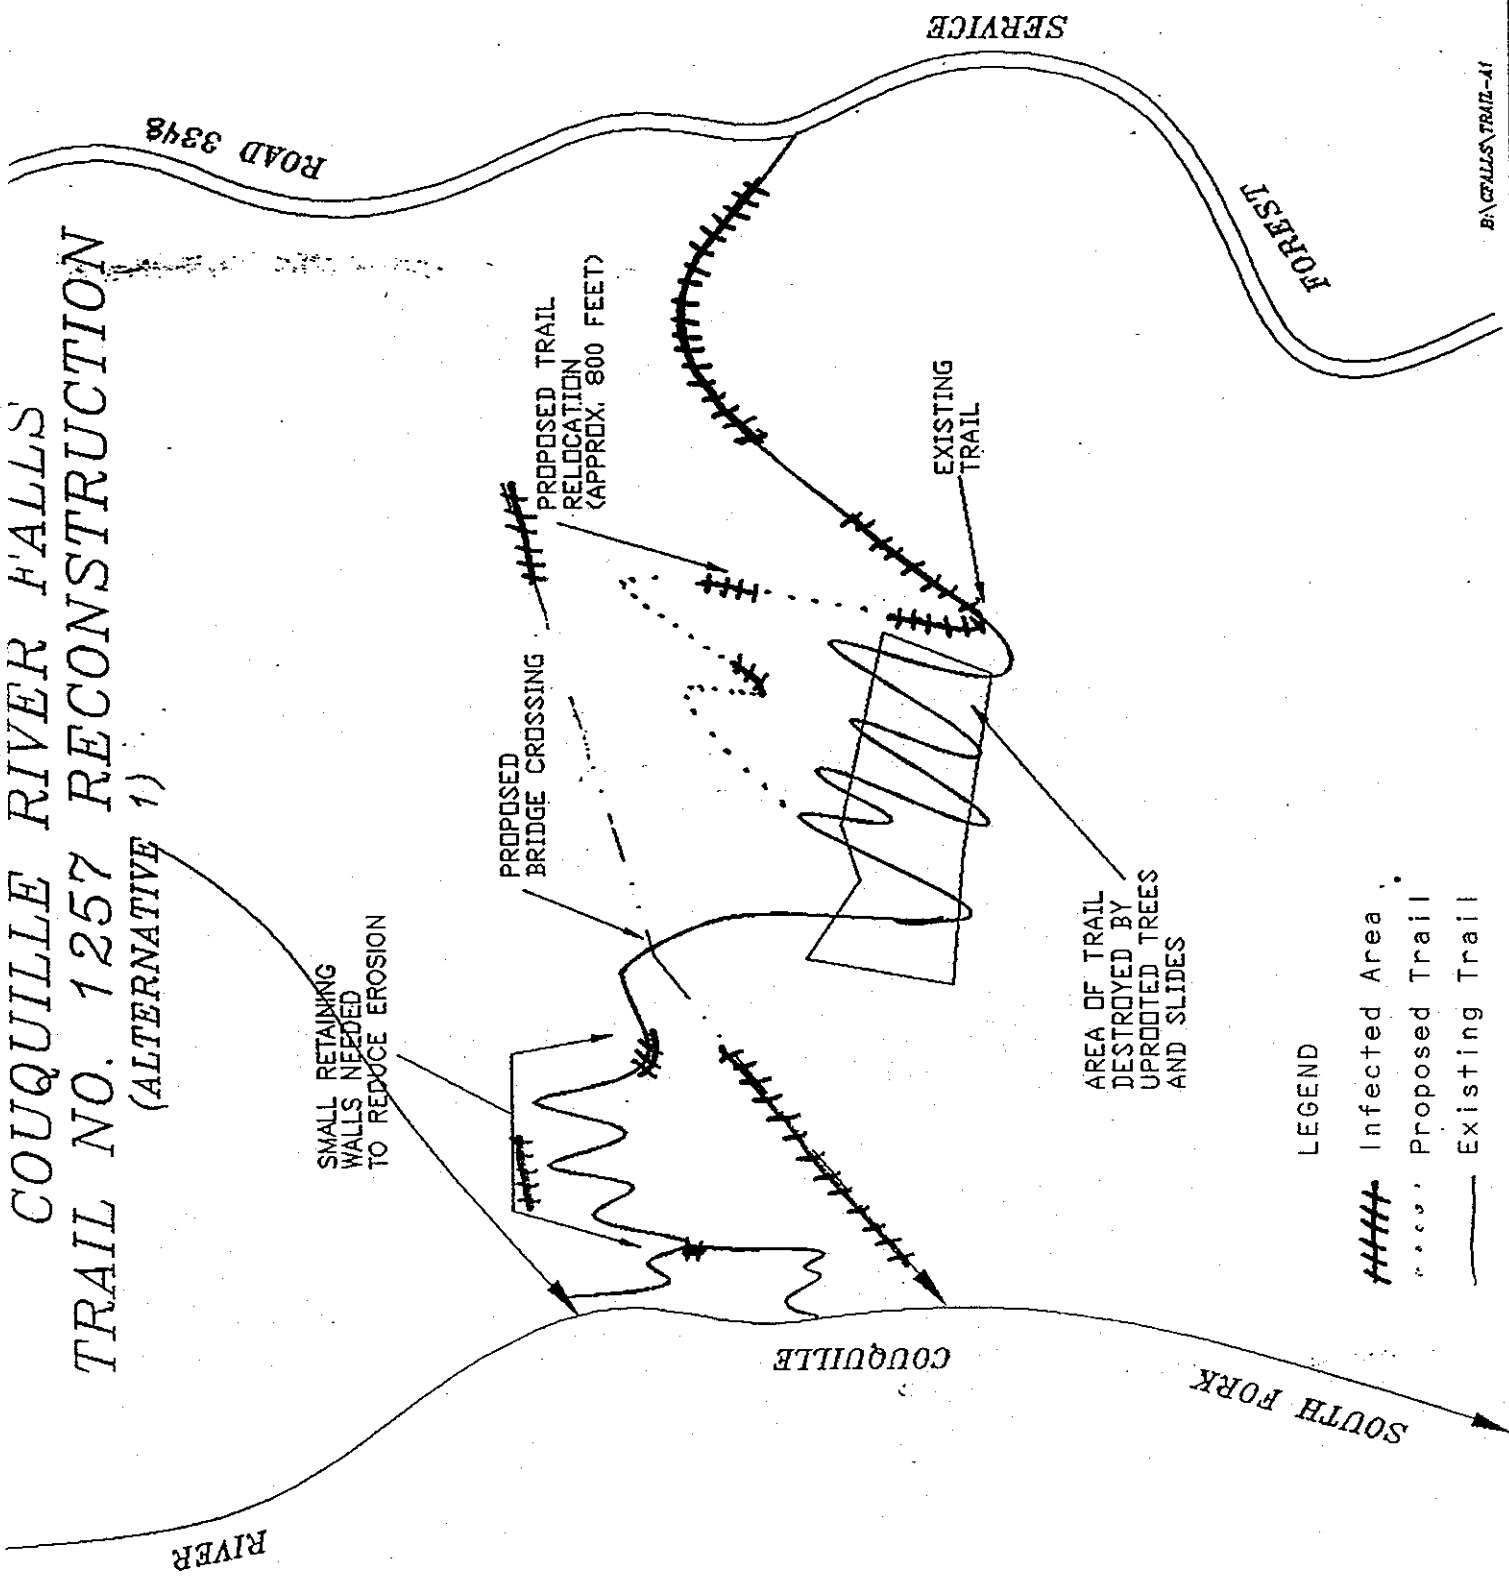 COUQUILLE RIVER FALLS
TRAIL NO. 1257 RECONSTRUCTION
(ALTERNATIVE 1)
SMALL RETAINING
WALLS NEEDED
TO REDUCE EROSION
PROPOSED
BRIDGE CROSSING
PROPOSED TRAIL
RELOCATION
(APPROX. 800 FEET)
EXISTING
TRAIL
AREA OF TRAIL
DESTROYED BY
UPROOTED TREES
AND SLIDES
FOREST
SERVICE
ROAD 3348
SOUTH FORK
COUQUILLE
RIVER
LEGEND
Infected Area
Proposed Trail
Existing Trail
B:\CFALLS\TRAIL-A1